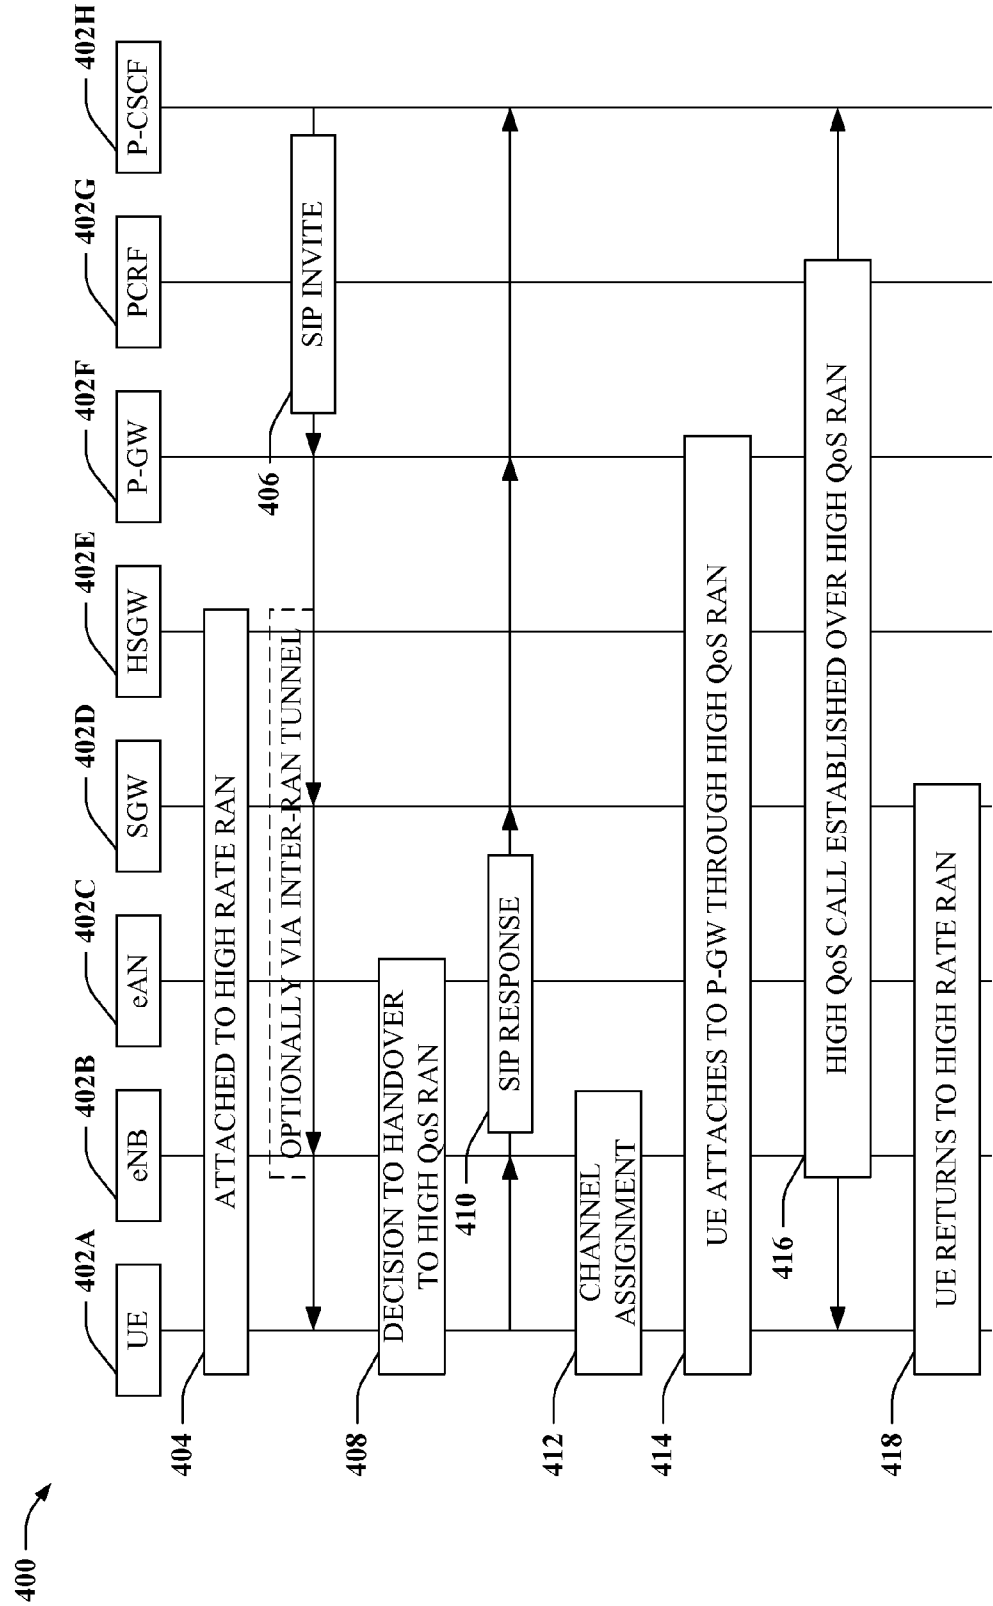 400
402A
402B
402C
402D
402E
402F
402G
402H
UE
eNB
eAN
SGW
HSGW
P-GW
PCRF
P-CSCF
404
ATTACHED TO HIGH RATE RAN
406
SIP INVITE
OPTIONALLY VIA INTER-RAN TUNNEL
408
DECISION TO HANDOVER
TO HIGH QoS RAN
410
SIP RESPONSE
412
CHANNEL
ASSIGNMENT
414
UE ATTACHES TO P-GW THROUGH HIGH QoS RAN
416
HIGH QoS CALL ESTABLISHED OVER HIGH QoS RAN
418
UE RETURNS TO HIGH RATE RAN